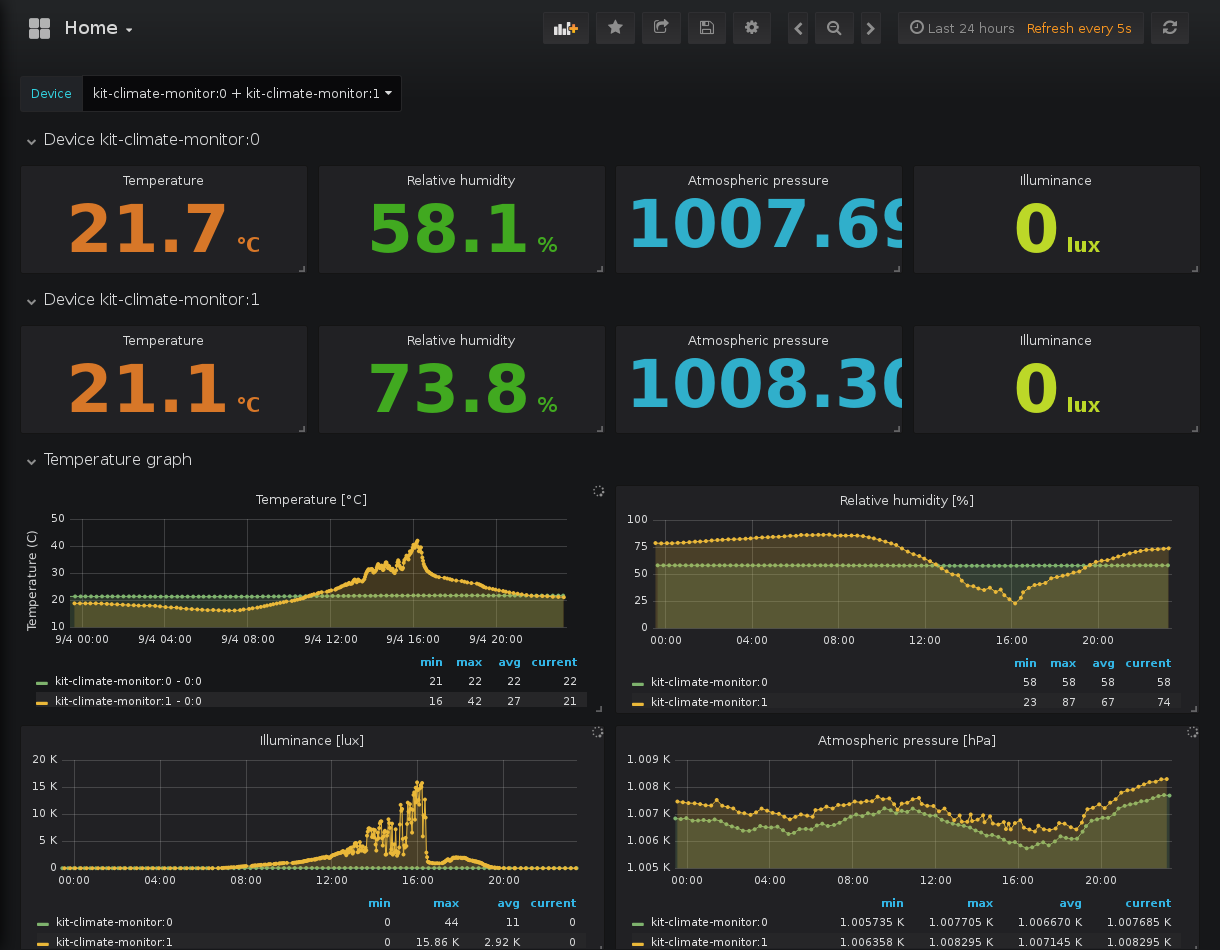 Home
Last 24 hours Refresh every 5s
Device kit-climate-monitor:0 + kit-climate-monitor:1
Device kit-climate-monitor:0
Temperature Relative humidity Atmospheric pressure Illuminance
21.7 °C 58.1 % 1007.69 0 lux
Device kit-climate-monitor:1
Temperature Relative humidity Atmospheric pressure Illuminance
21.1 °C 73.8 % 1008.30 0 lux
Temperature graph
Temperature [°C]
Temperature (C)
50
40
30
20
10
9/4 00:00 9/4 04:00 9/4 08:00 9/4 12:00 9/4 16:00 9/4 20:00
min max avg current
kit-climate-monitor:0 - 0:0 21 22 22 22
kit-climate-monitor:1 - 0:0 16 42 27 21
Relative humidity [%]
100
75
50
25
0
00:00 04:00 08:00 12:00 16:00 20:00
min max avg current
kit-climate-monitor:0 58 58 58 58
kit-climate-monitor:1 23 87 67 74
Illuminance [lux]
20 K
15 K
10 K
5 K
0
00:00 04:00 08:00 12:00 16:00 20:00
min max avg current
kit-climate-monitor:0 0 44 11 0
kit-climate-monitor:1 0 15.86 K 2.92 K 0
Atmospheric pressure [hPa]
1.009 K
1.008 K
1.007 K
1.006 K
1.005 K
00:00 04:00 08:00 12:00 16:00 20:00
min max avg current
kit-climate-monitor:0 1.005735 K 1.007705 K 1.006670 K 1.007685 K
kit-climate-monitor:1 1.006358 K 1.008295 K 1.007145 K 1.008295 K